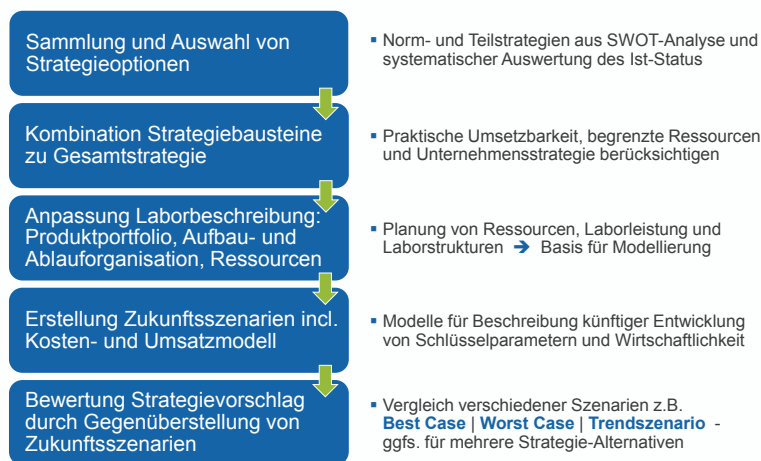 Sammlung und Auswahl von
Strategieoptionen
▪ Norm- und Teilstrategien aus SWOT-Analyse und
systematischer Auswertung des Ist-Status
Kombination Strategiebausteine
zu Gesamtstrategie
▪ Praktische Umsetzbarkeit, begrenzte Ressourcen
und Unternehmensstrategie berücksichtigen
Anpassung Laborbeschreibung:
Produktportfolio, Aufbau- und
Ablauforganisation, Ressourcen
▪ Planung von Ressourcen, Laborleistung und
Laborstrukturen ➔ Basis für Modellierung
Erstellung Zukunftsszenarien incl.
Kosten- und Umsatzmodell
▪ Modelle für Beschreibung künftiger Entwicklung
von Schlüsselparametern und Wirtschaftlichkeit
Bewertung Strategievorschlag
durch Gegenüberstellung von
Zukunftsszenarien
▪ Vergleich verschiedener Szenarien z.B.
Best Case | Worst Case | Trendszenario -
ggfs. für mehrere Strategie-Alternativen